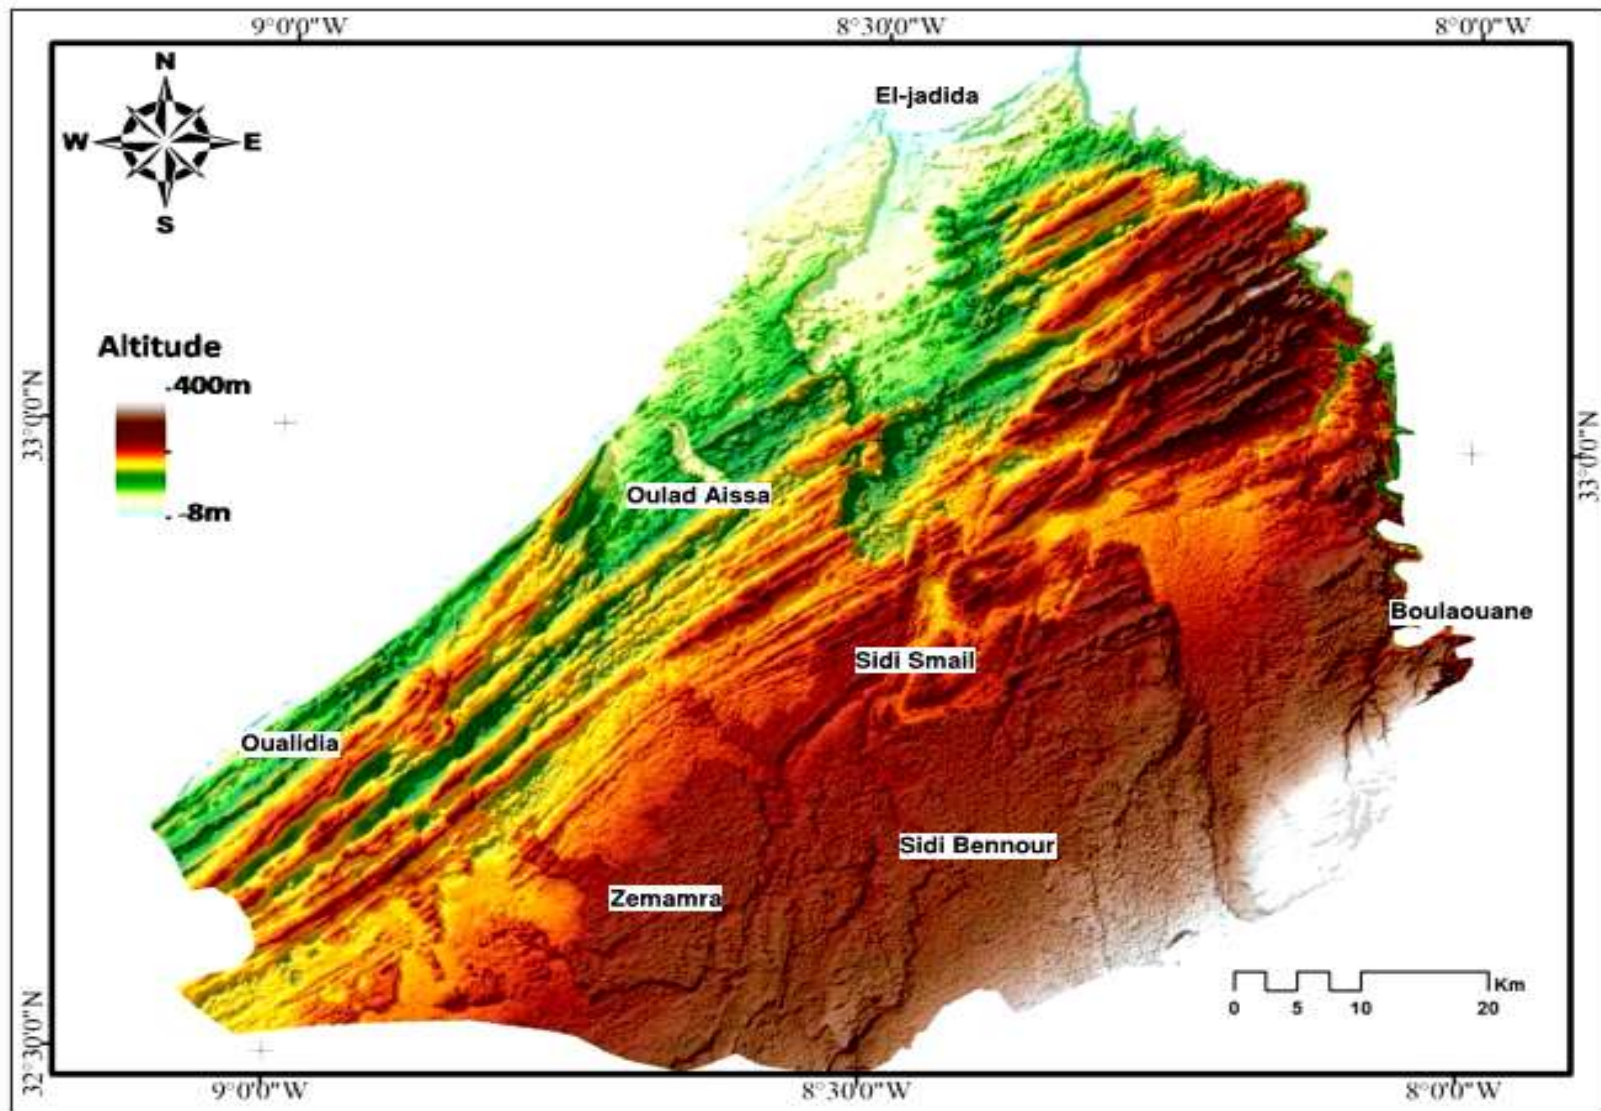 9°0'0"W
8°30'0"W
8°0'0"W
N
W
E
S
El-jadida
Altitude
400m
-8m
33°0'0"N
33°0'0"N
Oulad Aissa
Boulaouane
Sidi Smail
Oualidia
Sidi Bennour
Zemamra
Km
0 5 10 20
32°30'0"N
9°0'0"W
8°30'0"W
8°0'0"W